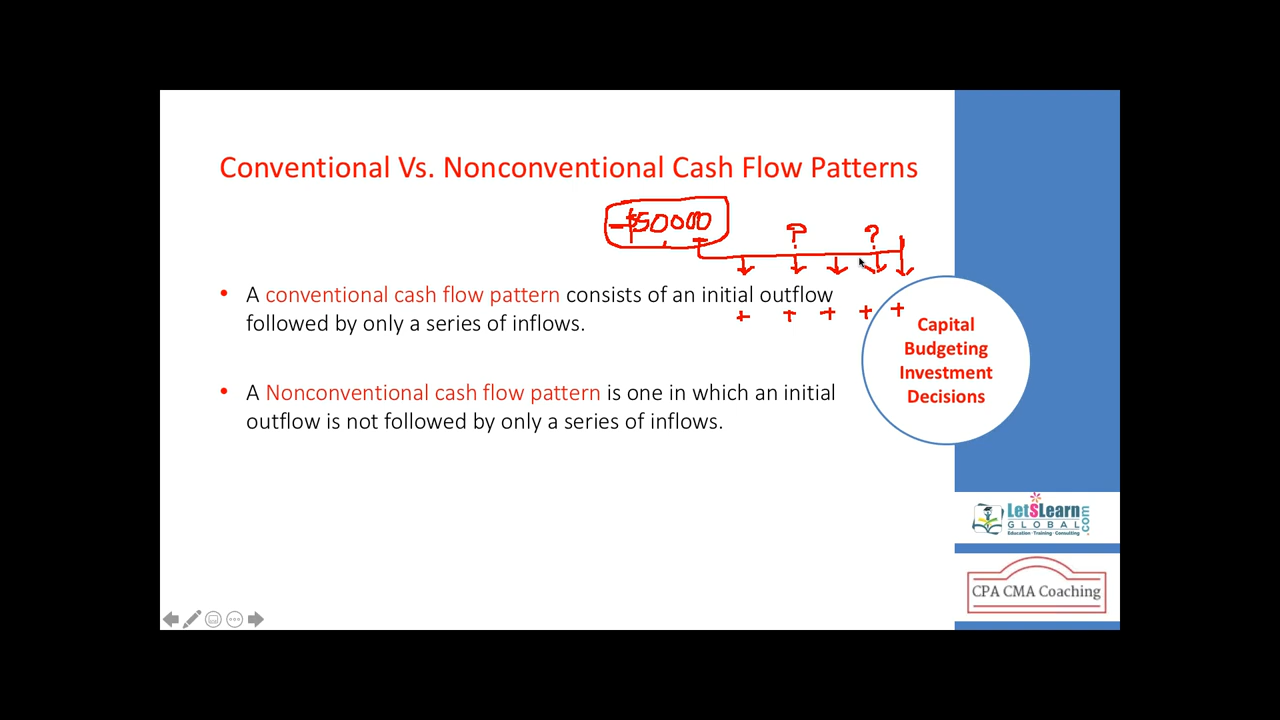 Conventional Vs. Nonconventional Cash Flow Patterns
-$50000
? ?
• A conventional cash flow pattern consists of an initial outflow
followed by only a series of inflows.
+ + + + +
• A Nonconventional cash flow pattern is one in which an initial
outflow is not followed by only a series of inflows.
Capital
Budgeting
Investment
Decisions
LetSLearn
GLOBAL.com
Education · Training · Consulting
CPA CMA Coaching